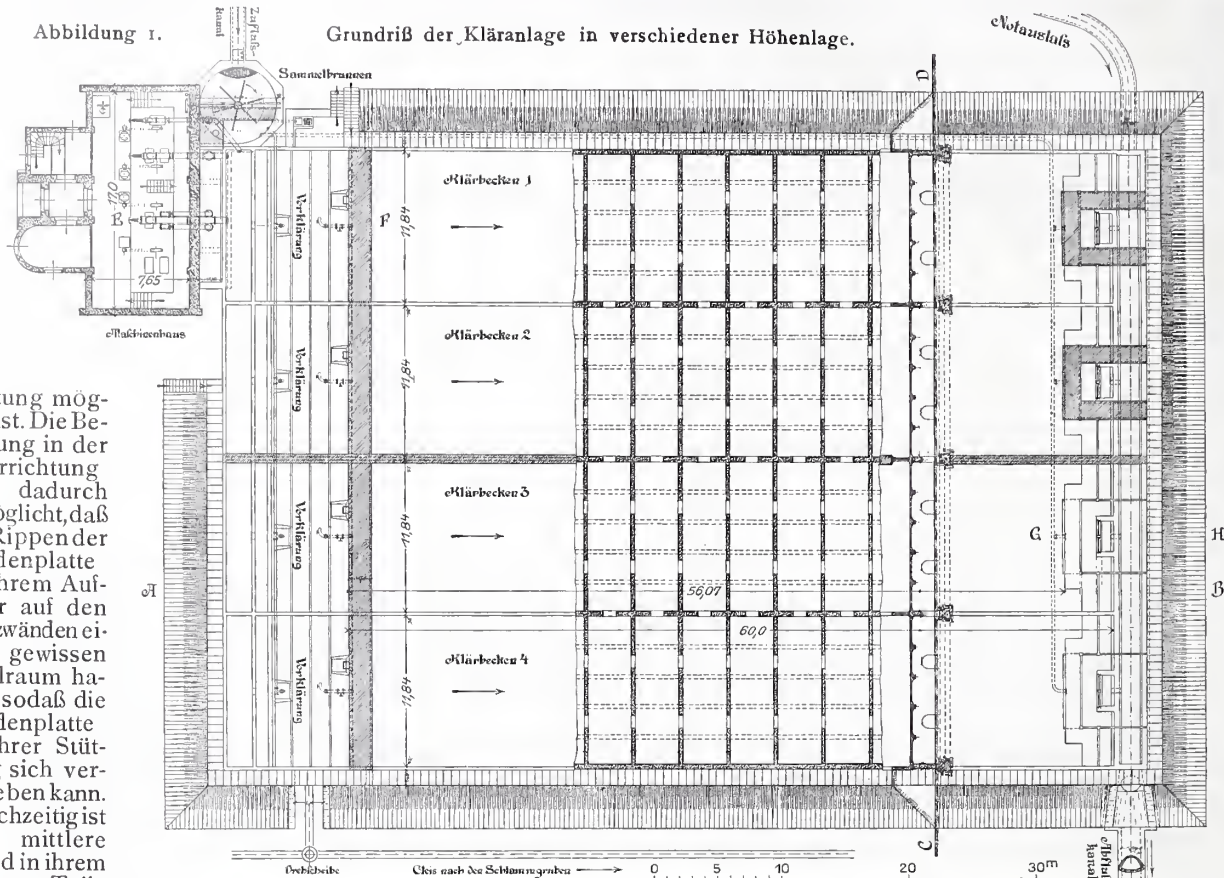 Abbildung 1.
Grundriß der Kläranlage in verschiedener Höhenlage.
Zufluß-
kanal
Sammelbrunnen
Notauslaß
D
E
17,0
7,65
Maschinenhaus
Vorklärung
F
11,84
Klärbecken 1
Vorklärung
11,84
Klärbecken 2
Vorklärung
11,84
Klärbecken 3
Vorklärung
11,84
Klärbecken 4
56,07
60,0
A
G
H
B
C
Drehscheibe
Gleis nach den Schlammgruben
0 5 10 20 30m
tung mög-
st. Die Be-
ung in der
rrichtung
dadurch
öglicht, daß
Rippen der
denplatte
hrem Auf-
r auf den
wänden ei-
gewissen
lraum ha-
sodaß die
denplatte
hrer Stüt-
g sich ver-
eben kann.
chzeitig ist
mittlere
d in ihrem